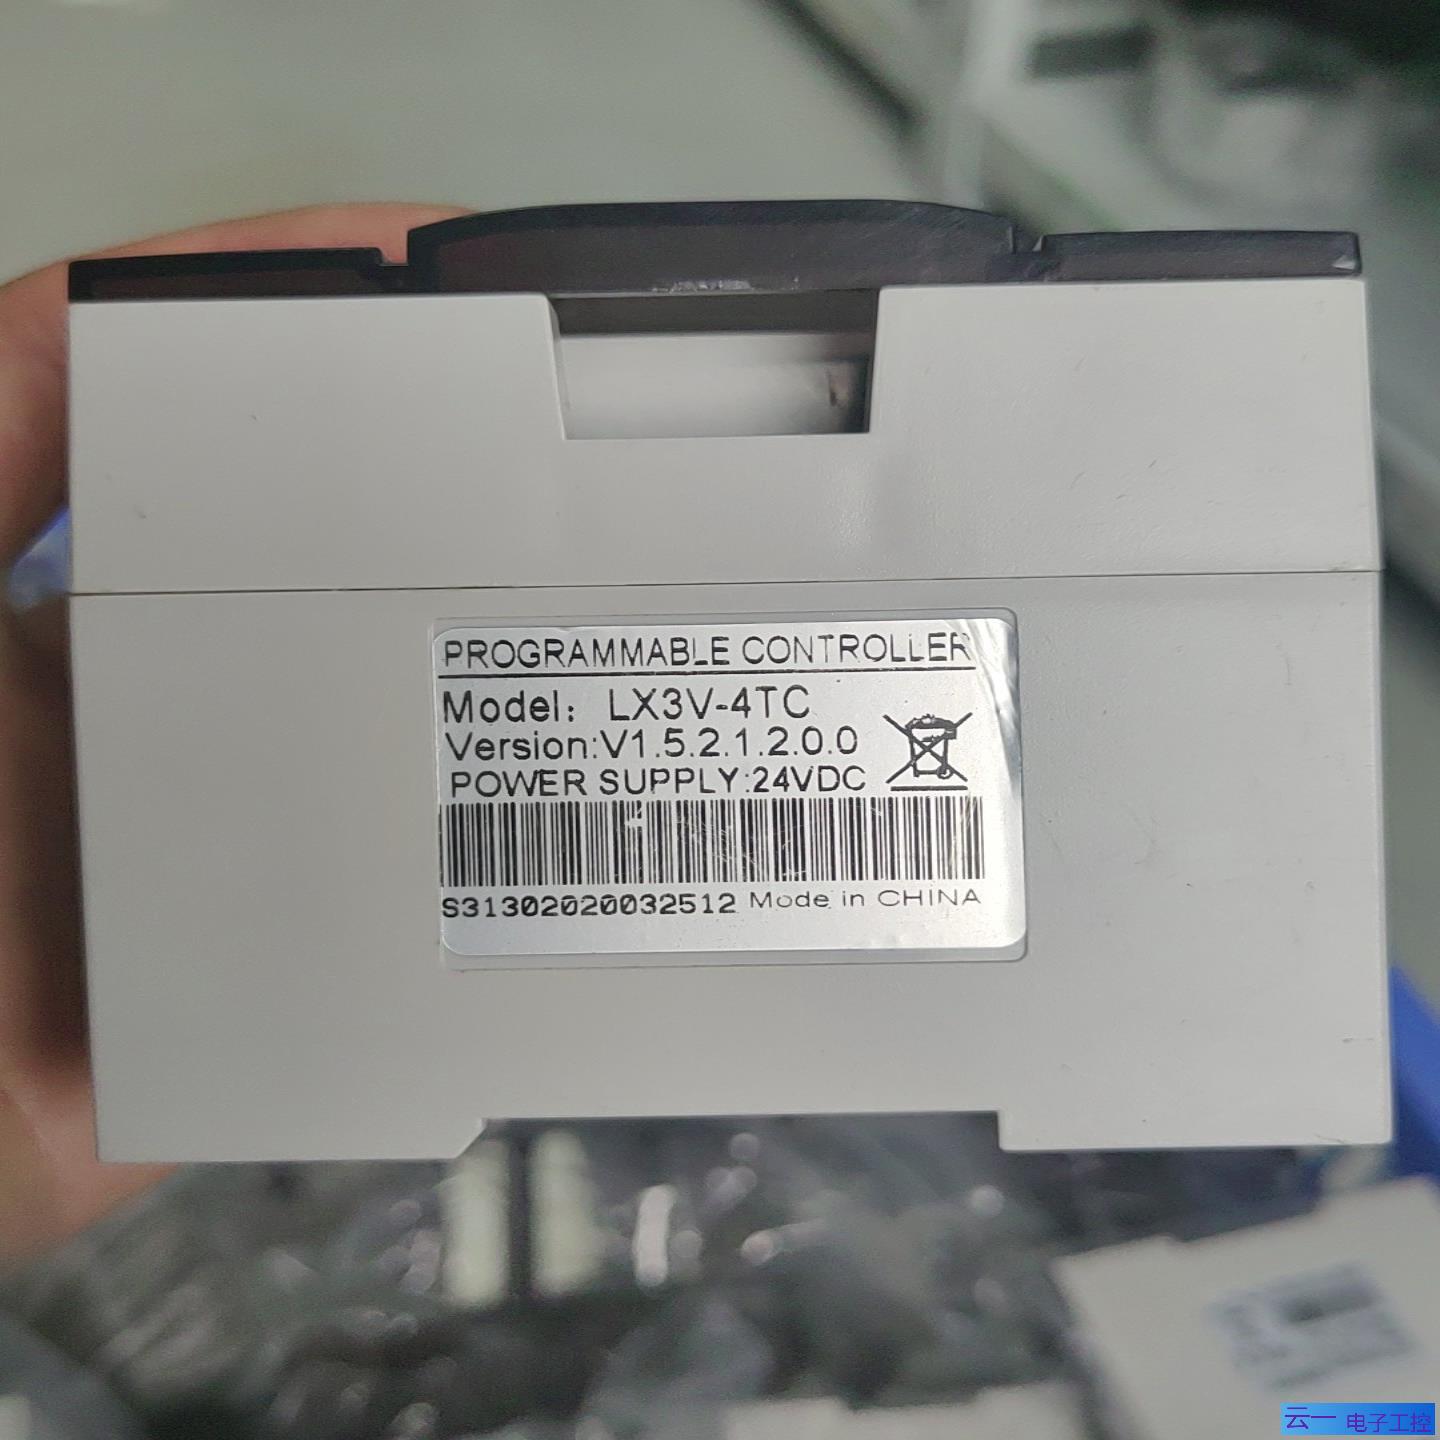 PROGRAMMABLE CONTROLLER
Model: LX3V-4TC
Version:V1.5.2.1.2.0.0
POWER SUPPLY:24VDC
S31302020032512 Made in CHINA
云一 电子工控